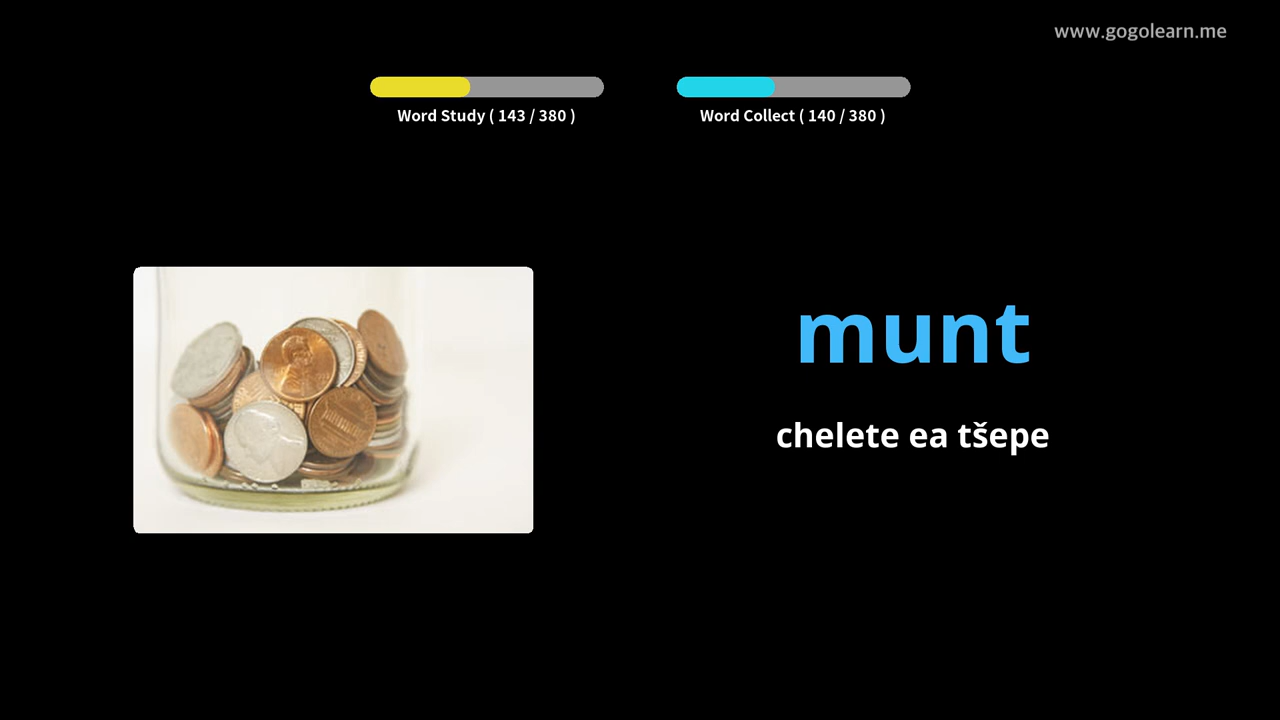 www.gogolearn.me
Word Study ( 143 / 380 )
Word Collect ( 140 / 380 )
munt
chelete ea tšepe